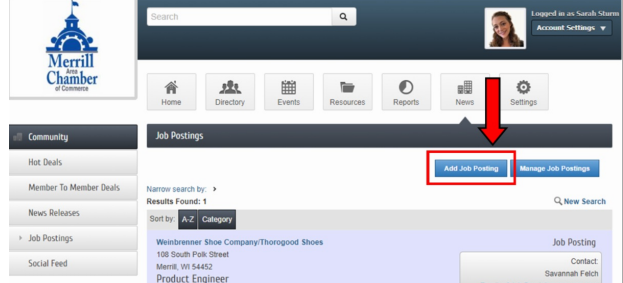 Merrill
Area
Chamber
of Commerce
Search
Logged in as Sarah Sturm
Account Settings
Home
Directory
Events
Resources
Reports
News
Settings
Community
Hot Deals
Member To Member Deals
News Releases
Job Postings
Social Feed
Job Postings
Add Job Posting
Manage Job Postings
Narrow search by:
Results Found: 1
New Search
Sort by: A-Z Category
Weinbrenner Shoe Company/Thorogood Shoes
108 South Polk Street
Merrill, WI 54452
Product Engineer
Job Posting
Contact:
Savannah Felch